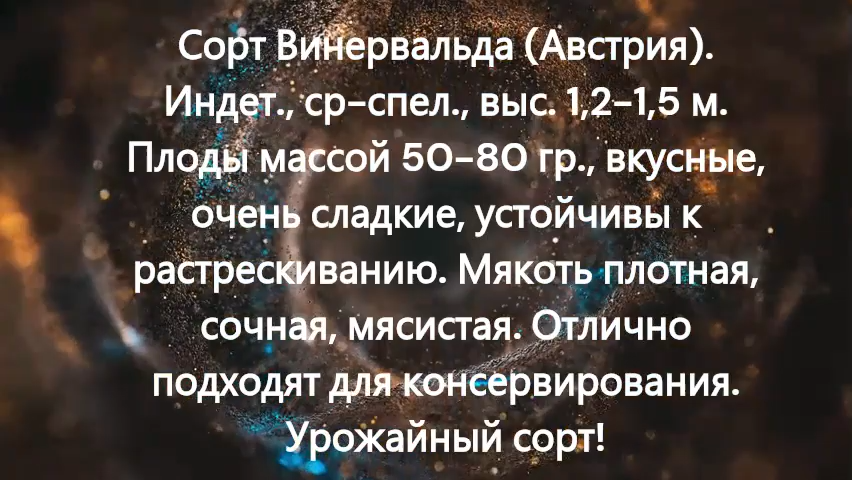 Сорт Винервальда (Австрия).
Индет., ср-спел., выс. 1,2-1,5 м.
Плоды массой 50-80 гр., вкусные,
очень сладкие, устойчивы к
растрескиванию. Мякоть плотная,
сочная, мясистая. Отлично
подходят для консервирования.
Урожайный сорт!